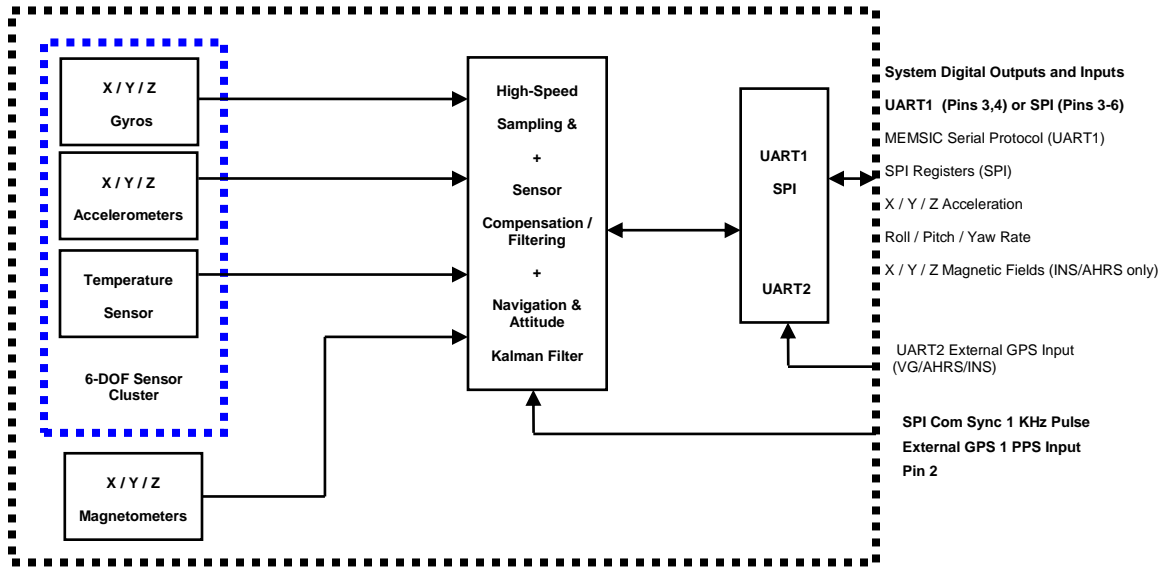 X / Y / Z
Gyros
X / Y / Z
Accelerometers
Temperature
Sensor
6-DOF Sensor
Cluster
X / Y / Z
Magnetometers
High-Speed
Sampling &
+
Sensor
Compensation /
Filtering
+
Navigation &
Attitude
Kalman Filter
UART1
SPI
UART2
System Digital Outputs and Inputs
UART1 (Pins 3,4) or SPI (Pins 3-6)
MEMSIC Serial Protocol (UART1)
SPI Registers (SPI)
X / Y / Z Acceleration
Roll / Pitch / Yaw Rate
X / Y / Z Magnetic Fields (INS/AHRS only)
UART2 External GPS Input
(VG/AHRS/INS)
SPI Com Sync 1 KHz Pulse
External GPS 1 PPS Input
Pin 2